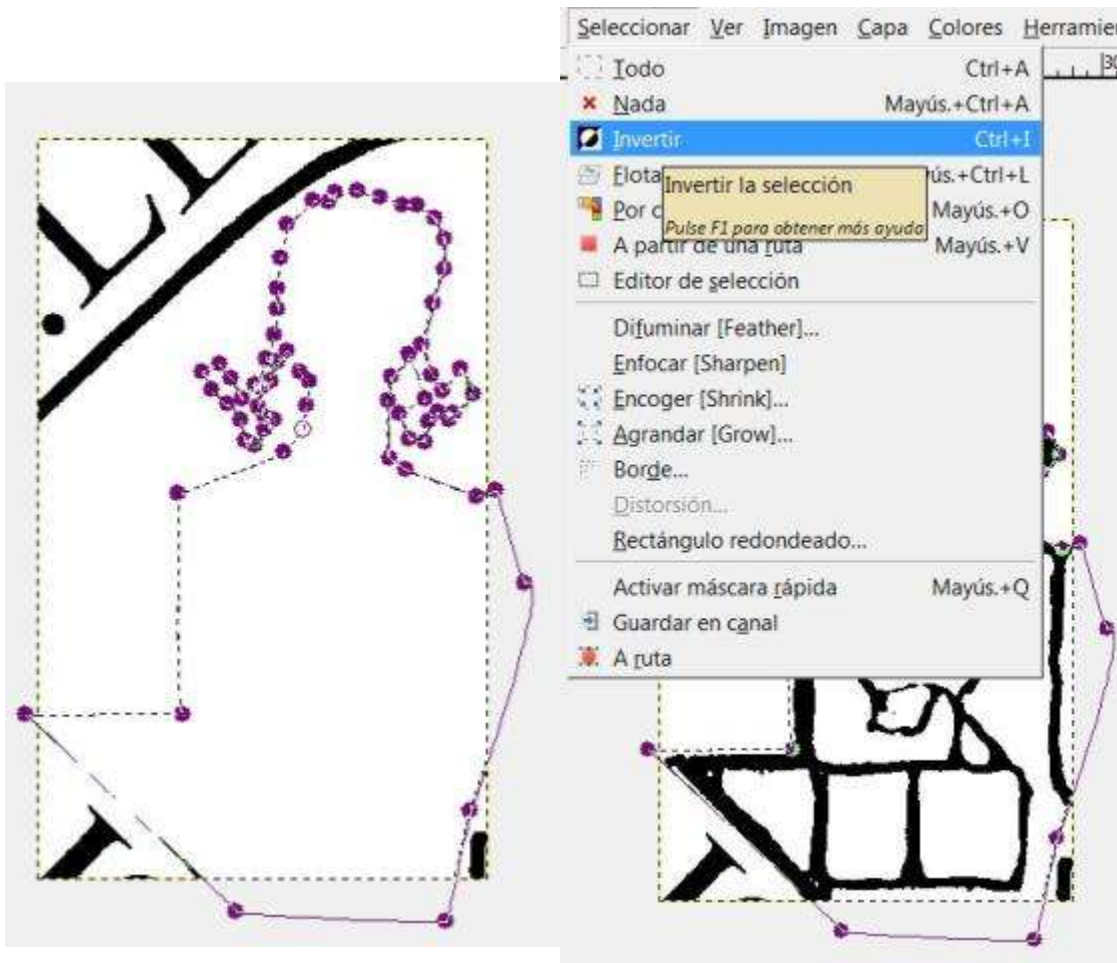 Seleccionar Ver Imagen Capa Colores
Todo Ctrl+A
Nada Mayús.+Ctrl+A
Invertir Ctrl+I
Invertir la selección
Pulse F1 para obtener más ayuda
Mayús.+O
A partir de una ruta Mayús.+V
Editor de selección
Difuminar [Feather]...
Enfocar [Sharpen]
Encoger [Shrink]...
Agrandar [Grow]...
Borde...
Distorsión...
Rectángulo redondeado...
Activar máscara rápida Mayús.+Q
Guardar en canal
A ruta